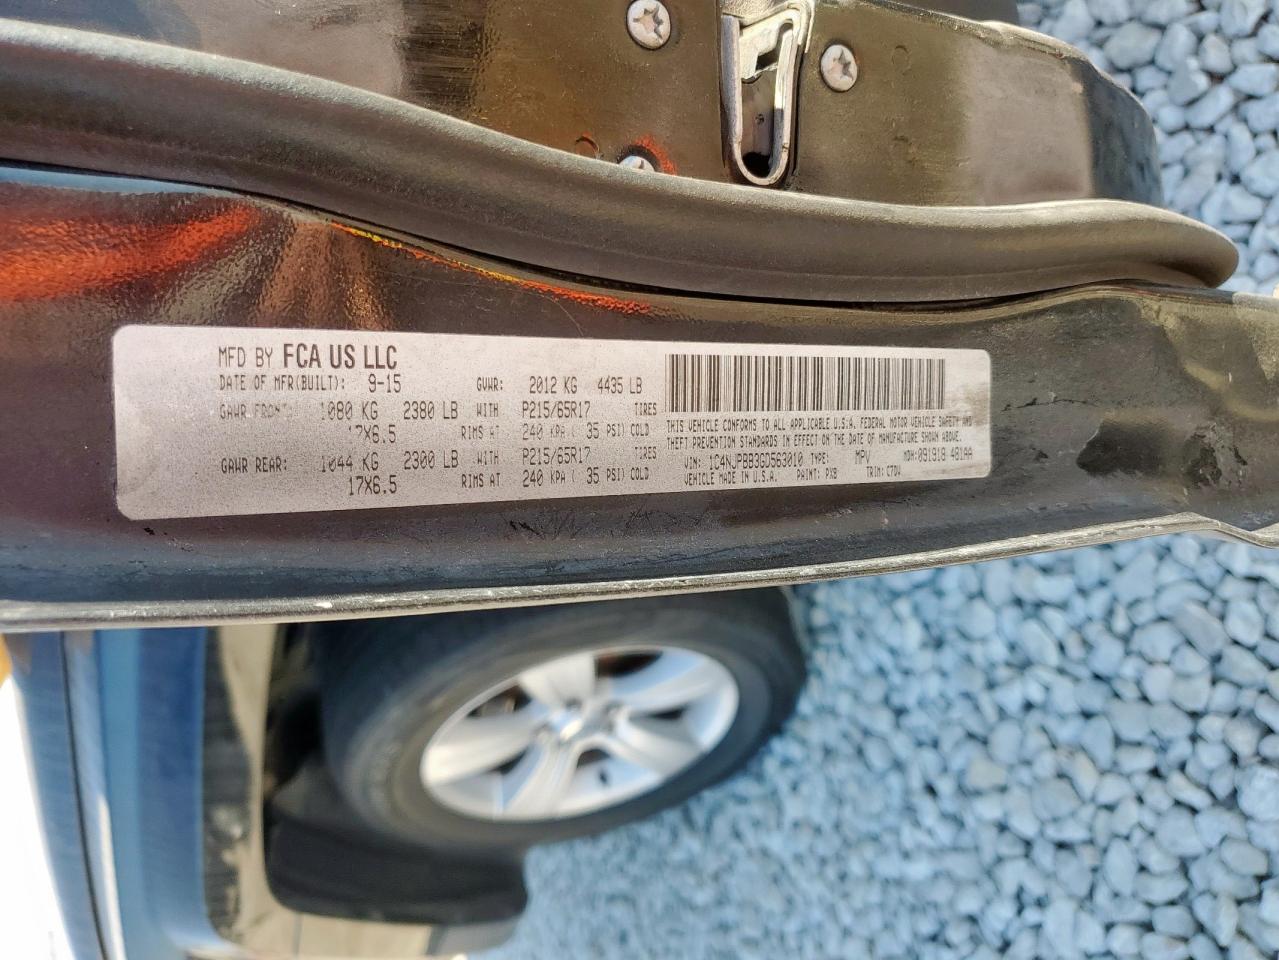 MFD BY FCA US LLC
DATE OF MFR(BUILT): 9-15 GVWR: 2012 KG 4435 LB
GAWR FRONT: 1080 KG 2380 LB WITH P215/65R17 TIRES
17X6.5 RIMS AT 240 KPA ( 35 PSI) COLD
GAWR REAR: 1044 KG 2300 LB WITH P215/65R17 TIRES
17X6.5 RIMS AT 240 KPA ( 35 PSI) COLD
THIS VEHICLE CONFORMS TO ALL APPLICABLE U.S.A. FEDERAL MOTOR VEHICLE SAFETY AND
THEFT PREVENTION STANDARDS IN EFFECT ON THE DATE OF MANUFACTURE SHOWN ABOVE.
VIN: 1C4NJPBB3GD563010 TYPE: MPV MDH:091918 481AA
VEHICLE MADE IN U.S.A. PAINT: PX8 TRIM: C7DV